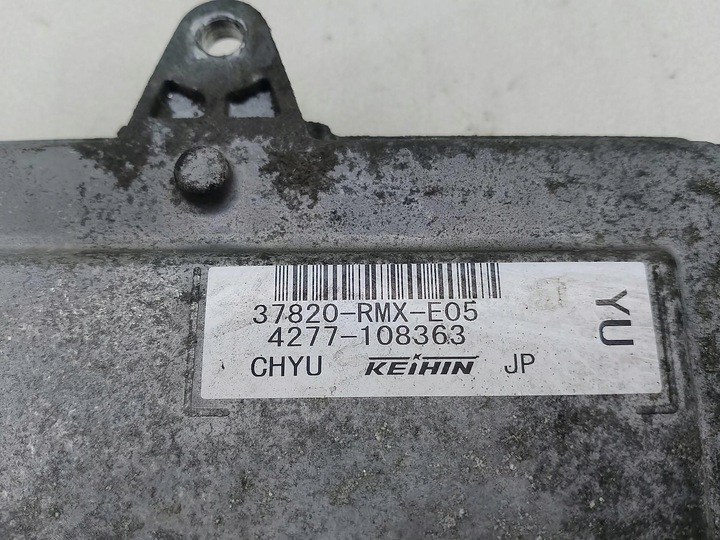 37820-RMX-E05
4277-108363
CHYU KEIHIN JP
YU